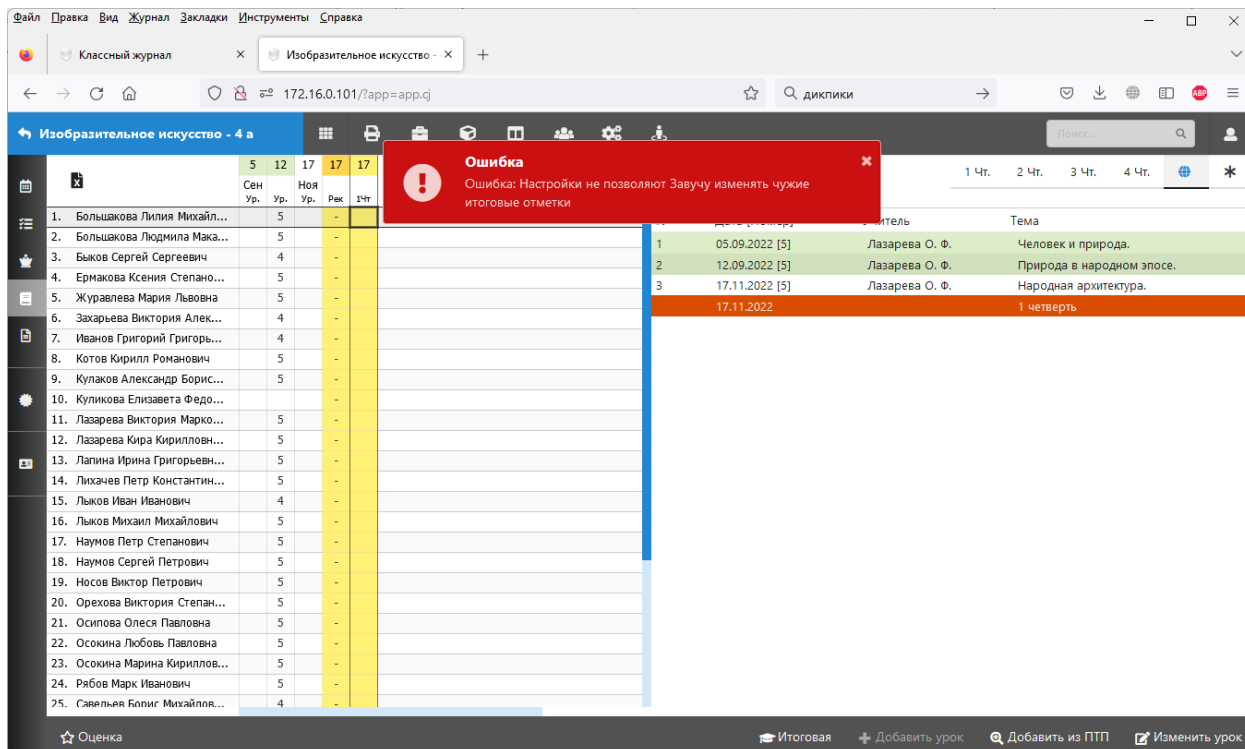 Файл Правка Вид Журнал Закладки Инструменты Справка
Классный журнал
Изобразительное искусство -
172.16.0.101/?app=app.cj
дикпики
ABP
Изобразительное искусство - 4 а
Поиск...
Ошибка
Ошибка: Настройки не позволяют Завучу изменять чужие
итоговые отметки
5 12 17 17 17
Сен Ноя
Ур. Ур. Ур. Рек 1Чт
1 Чт. 2 Чт. 3 Чт. 4 Чт.
Тема
1. Большакова Лилия Михайл... 5 -
2. Большакова Людмила Мака... 5 -
3. Быков Сергей Сергеевич 4 -
4. Ермакова Ксения Степано... 5 -
5. Журавлева Мария Львовна 5 -
6. Захарьева Виктория Алек... 4 -
7. Иванов Григорий Григорь... 4 -
8. Котов Кирилл Романович 5 -
9. Кулаков Александр Борис... 5 -
10. Куликова Елизавета Федо... -
11. Лазарева Виктория Марко... 5 -
12. Лазарева Кира Кирилловн... 5 -
13. Лапина Ирина Григорьевн... 5 -
14. Лихачев Петр Константин... 5 -
15. Лыков Иван Иванович 4 -
16. Лыков Михаил Михайлович 5 -
17. Наумов Петр Степанович 5 -
18. Наумов Сергей Петрович 5 -
19. Носов Виктор Петрович 5 -
20. Орехова Виктория Степан... 5 -
21. Осипова Олеся Павловна 5 -
22. Осокина Любовь Павловна 5 -
23. Осокина Марина Кириллов... 5 -
24. Рябов Марк Иванович 5 -
25. Савельев Борис Михайлов... 4 -
1 05.09.2022 [5] Лазарева О. Ф. Человек и природа.
2 12.09.2022 [5] Лазарева О. Ф. Природа в народном эпосе.
3 17.11.2022 [5] Лазарева О. Ф. Народная архитектура.
17.11.2022 1 четверть
Оценка
Итоговая
Добавить урок
Добавить из ПТП
Изменить урок